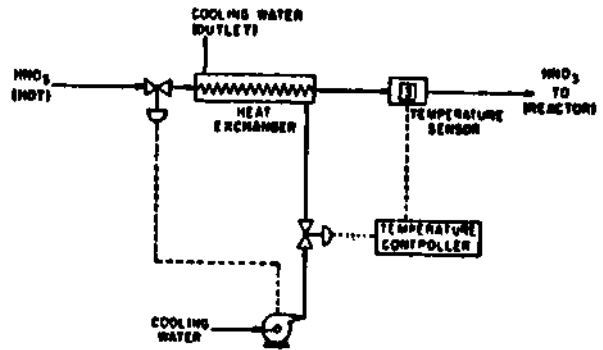 COOLING WATER
(OUTLET)
HNO3
(HOT)
HEAT
EXCHANGER
TEMPERATURE
SENSOR
HNO3
TO
(REACTOR)
TEMPERATURE
CONTROLLER
COOLING
WATER